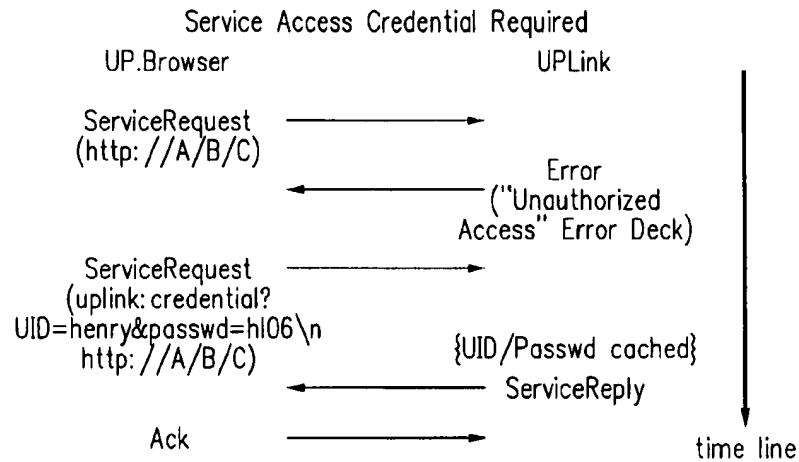 Service Access Credential Required
UP.Browser
UPLink
ServiceRequest
(http://A/B/C)
Error
("Unauthorized
Access" Error Deck)
ServiceRequest
(uplink:credential?
UID=henry&passwd=hl06\n
http://A/B/C)
{UID/Passwd cached}
ServiceReply
Ack
time line